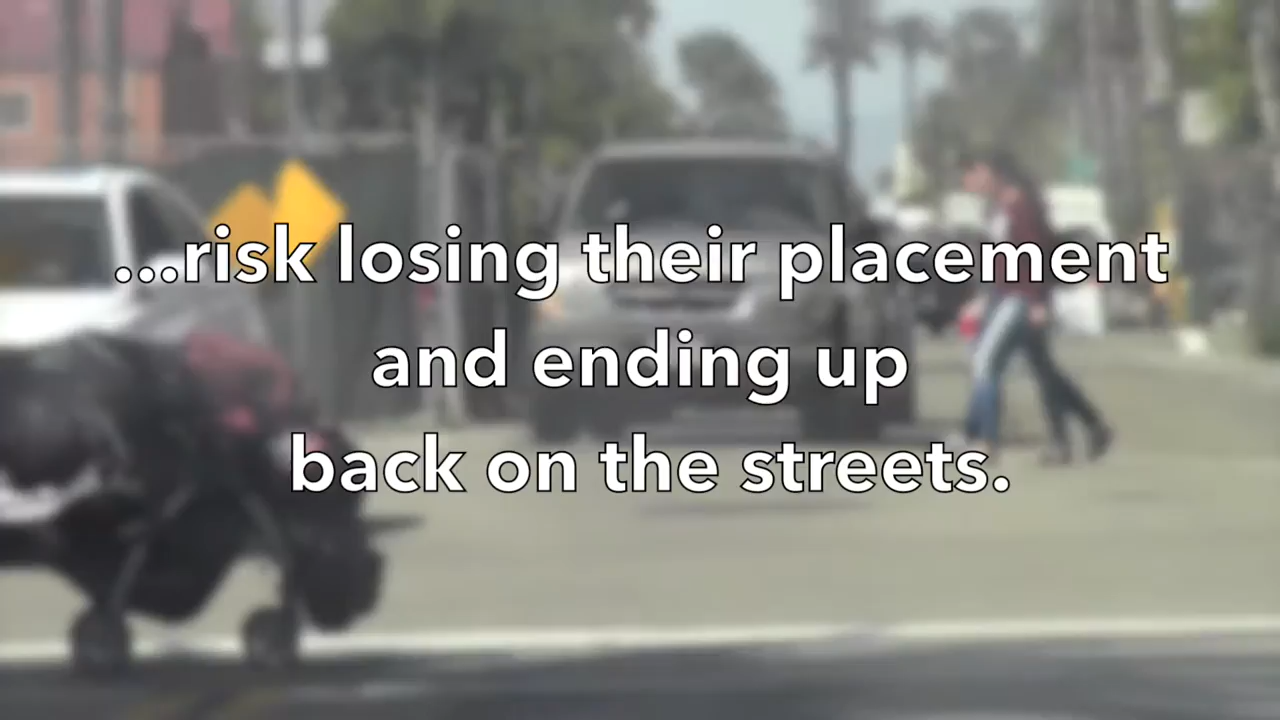 ...risk losing their placement
and ending up
back on the streets.